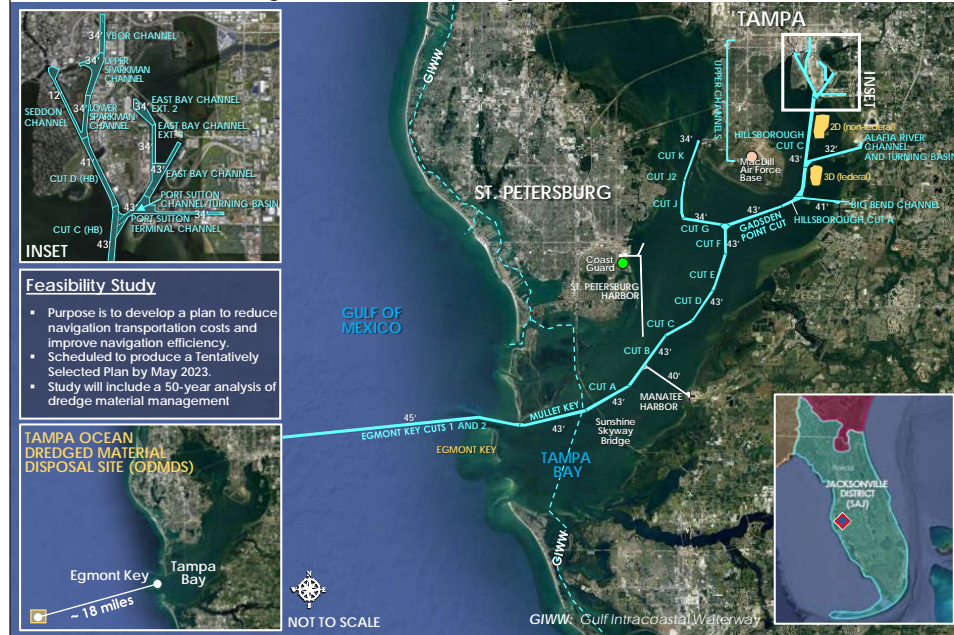 34'
YBOR CHANNEL
34'
UPPER
SPARKMAN
CHANNEL
12'
SEDDON
CHANNEL
34'
LOWER
SPARKMAN
CHANNEL
34'
EAST BAY CHANNEL
EXT. 2
EAST BAY CHANNEL
EXT.
34'
41'
EAST BAY CHANNEL
43'
CUT D (HB)
PORT SUTTON
CHANNEL/TURNING BASIN
43'
34'
PORT SUTTON
TERMINAL CHANNEL
CUT C (HB)
43'
INSET
Feasibility Study
▪ Purpose is to develop a plan to reduce
navigation transportation costs and
improve navigation efficiency.
▪ Scheduled to produce a Tentatively
Selected Plan by May 2023.
▪ Study will include a 50-year analysis of
dredge material management
TAMPA OCEAN
DREDGED MATERIAL
DISPOSAL SITE (ODMDS)
Egmont Key
Tampa
Bay
~ 18 miles
TAMPA
GIWW
UPPER CHANNELS
INSET
2D (non-federal)
HILLSBOROUGH
CUT C
43'
ALAFIA RIVER
CHANNEL
AND TURNING BASIN
32'
34'
CUT K
MacDill
Air Force
Base
3D (federal)
CUT J2
ST. PETERSBURG
CUT J
34'
43'
41'
BIG BEND CHANNEL
HILLSBOROUGH CUT A
GADSDEN
POINT CUT
CUT G
CUT F
43'
Coast
Guard
ST. PETERSBURG
HARBOR
CUT E
CUT D
43'
GULF OF
MEXICO
CUT C
CUT B
43'
40'
MANATEE
HARBOR
CUT A
43'
MULLET KEY
45'
EGMONT KEY CUTS 1 AND 2
43'
Sunshine
Skyway
Bridge
EGMONT KEY
TAMPA
BAY
GIWW
N
NOT TO SCALE
GIWW: Gulf Intracoastal Waterway
Florida
JACKSONVILLE
DISTRICT
(SAJ)